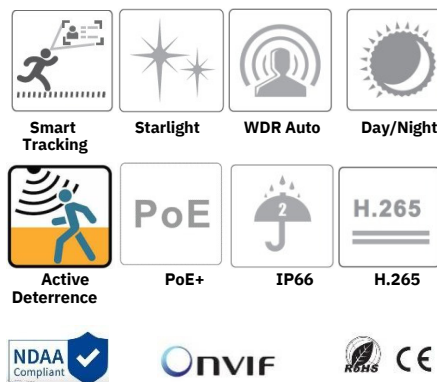 Smart
Tracking
Starlight
WDR Auto
Day/Night
PoE
2
H.265
Active
Deterrence
PoE+
IP66
H.265
NDAA
Compliant
ONVIF
RoHS
CE